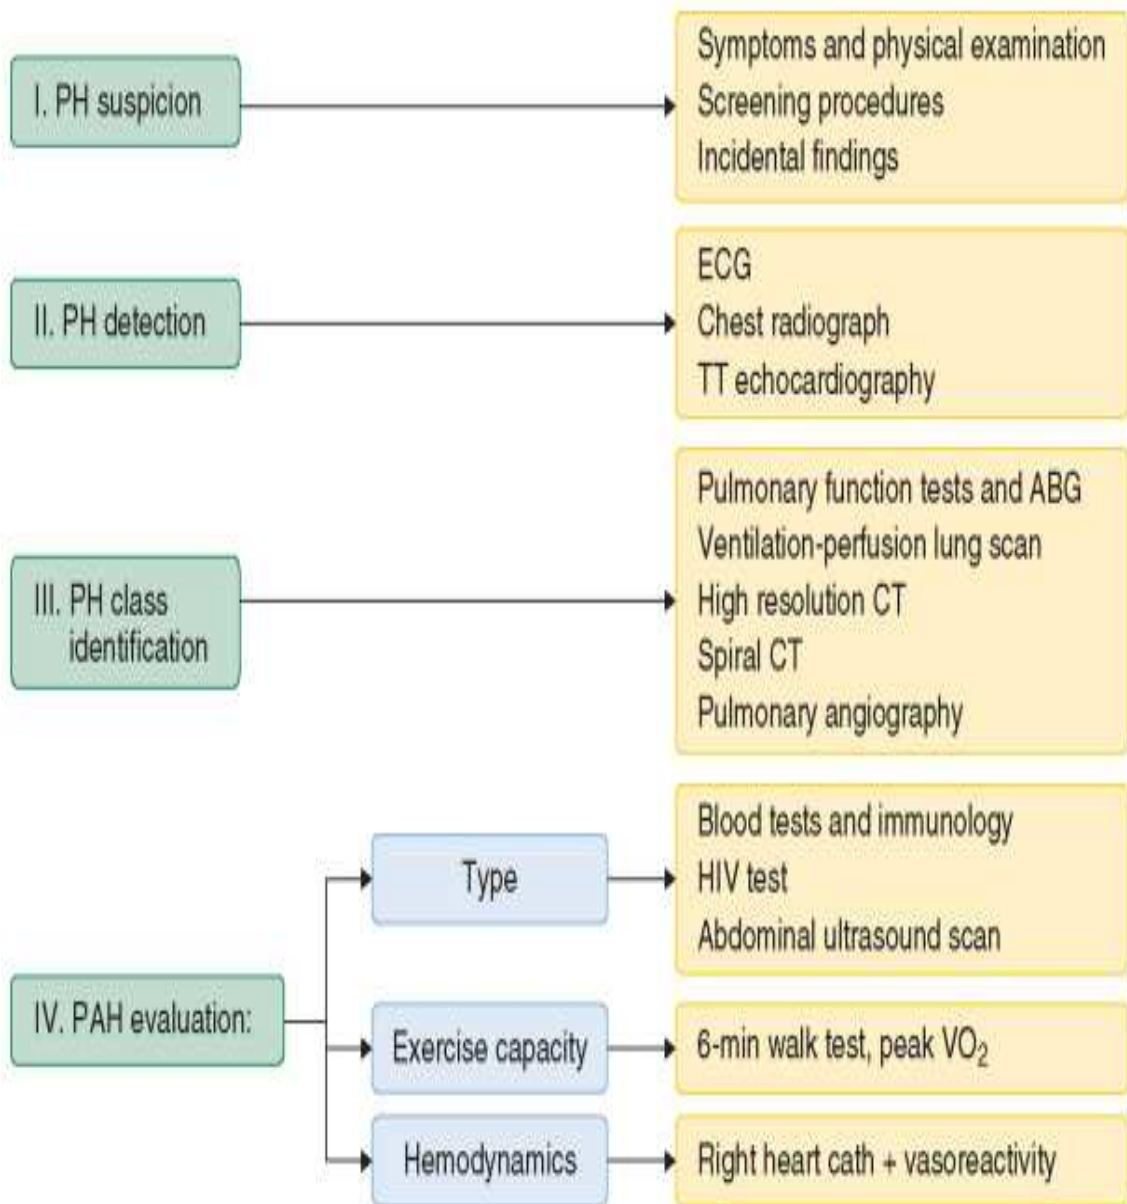 I. PH suspicion
Symptoms and physical examination
Screening procedures
Incidental findings
II. PH detection
ECG
Chest radiograph
TT echocardiography
III. PH class
identification
Pulmonary function tests and ABG
Ventilation-perfusion lung scan
High resolution CT
Spiral CT
Pulmonary angiography
IV. PAH evaluation:
Type
Blood tests and immunology
HIV test
Abdominal ultrasound scan
Exercise capacity
6-min walk test, peak VO₂
Hemodynamics
Right heart cath + vasoreactivity